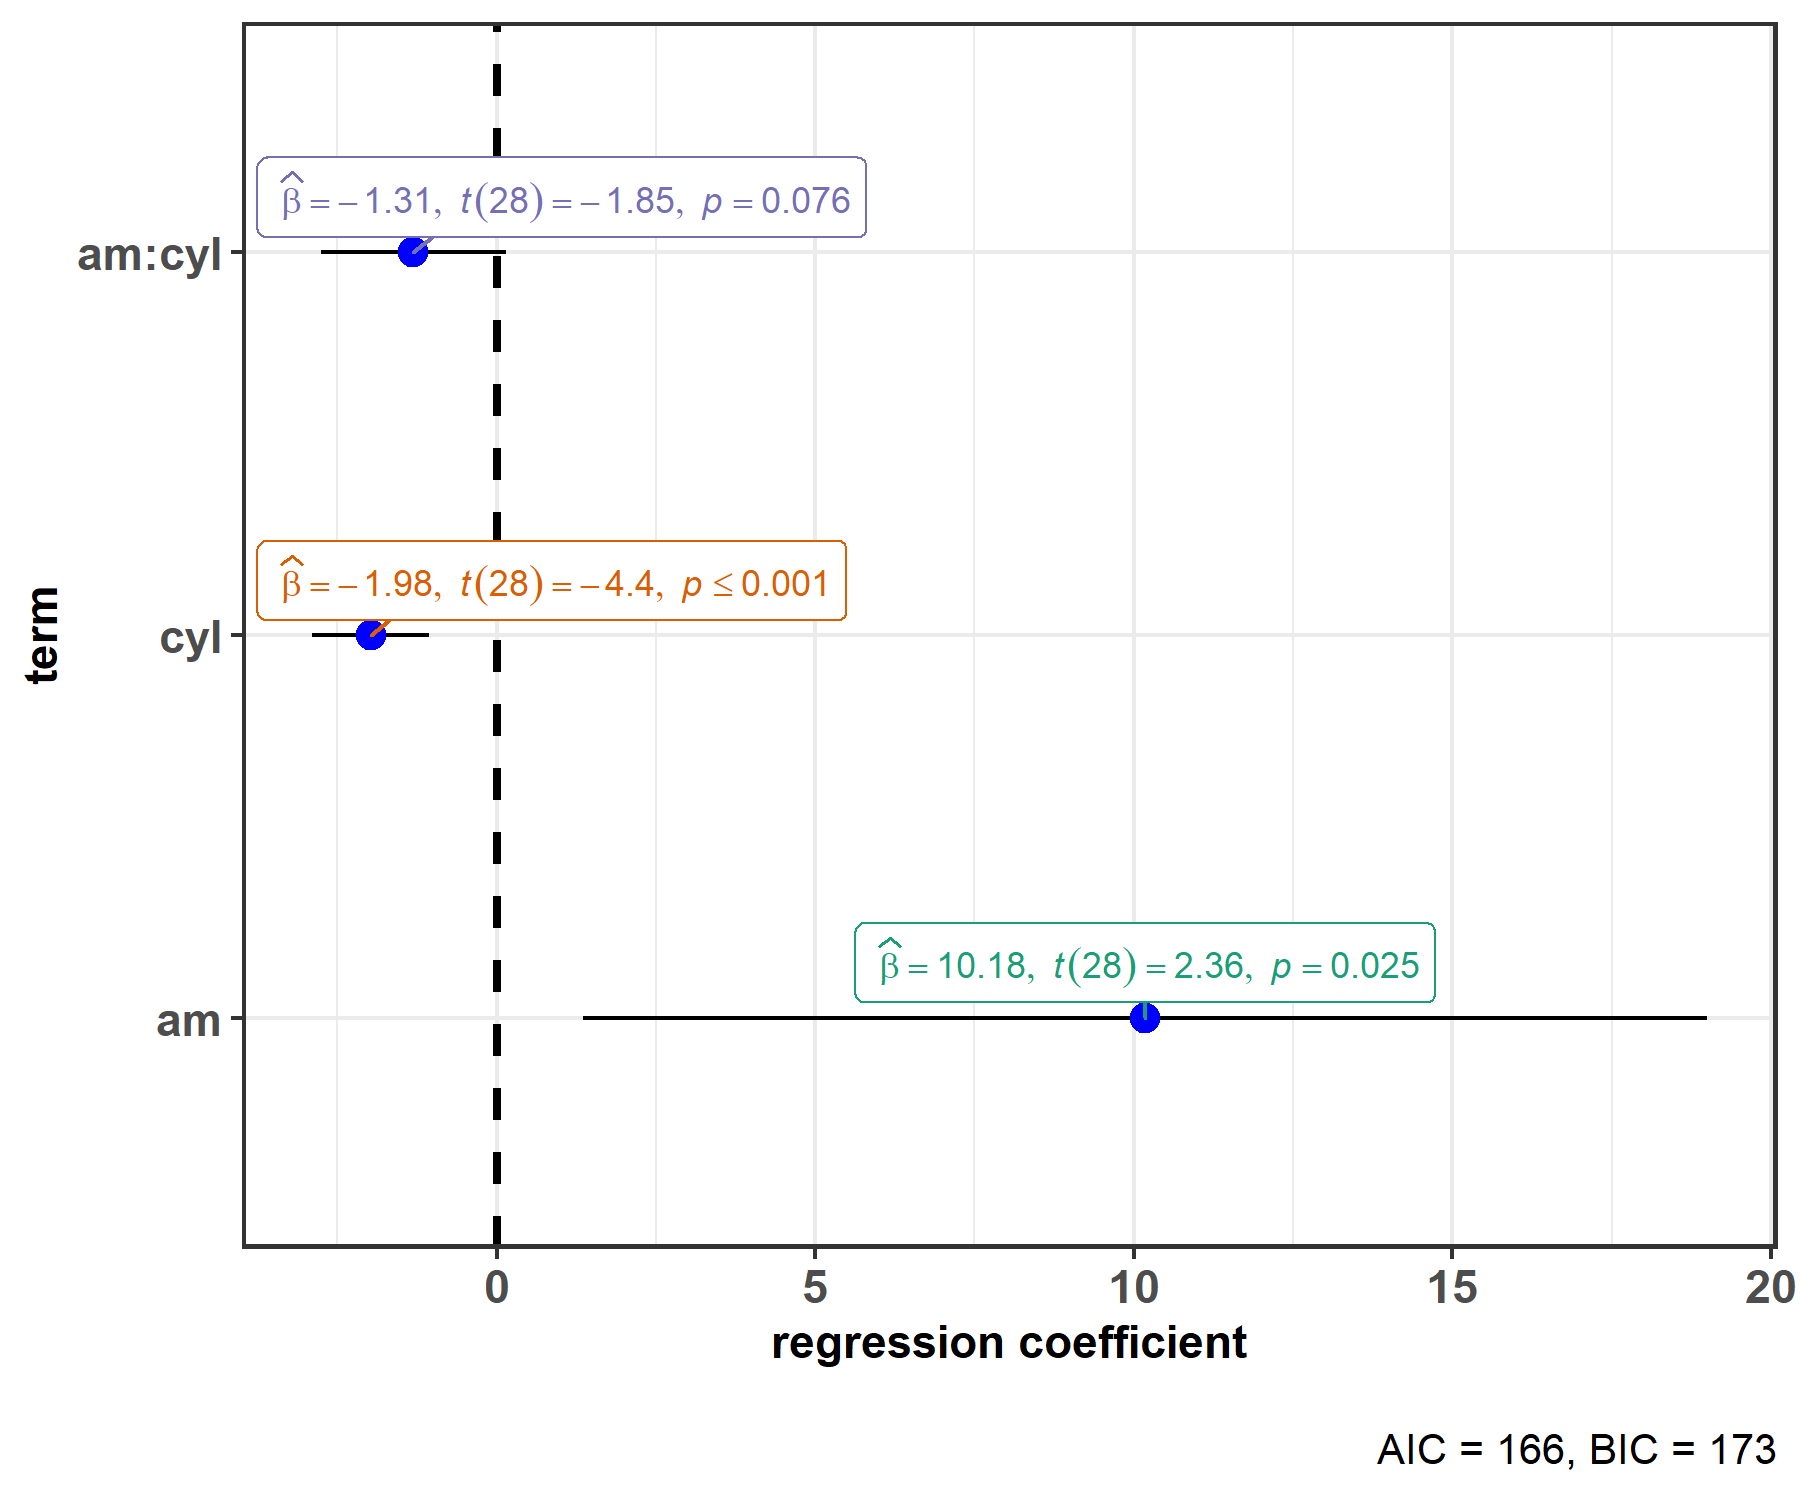 β̂ = −1.31, t(28) = −1.85, p = 0.076
am:cyl
β̂ = −1.98, t(28) = −4.4, p ≤ 0.001
cyl
term
β̂ = 10.18, t(28) = 2.36, p = 0.025
am
0 5 10 15 20
regression coefficient
AIC = 166, BIC = 173